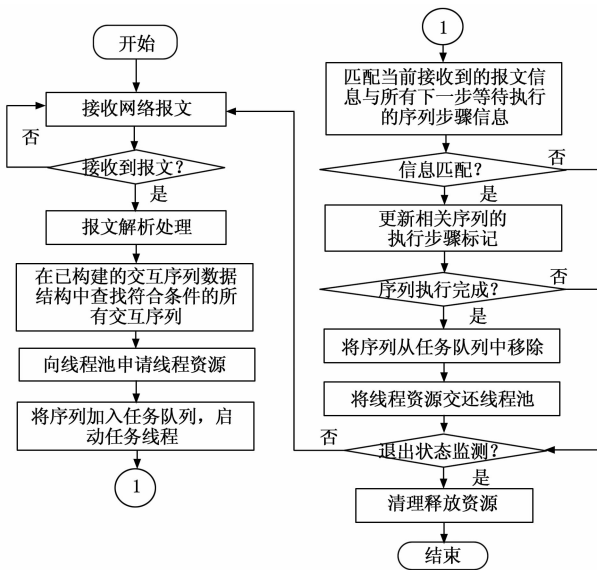 开始
接收网络报文
否
接收到报文？
是
报文解析处理
在已构建的交互序列数据
结构中查找符合条件的所
有交互序列
向线程池申请线程资源
将序列加入任务队列，启
动任务线程
1
1
匹配当前接收到的报文信
息与所有下一步等待执行
的序列步骤信息
信息匹配？
否
是
更新相关序列的
执行步骤标记
序列执行完成？
否
是
将序列从任务队列中移除
将线程资源交还线程池
否
退出状态监测？
是
清理释放资源
结束